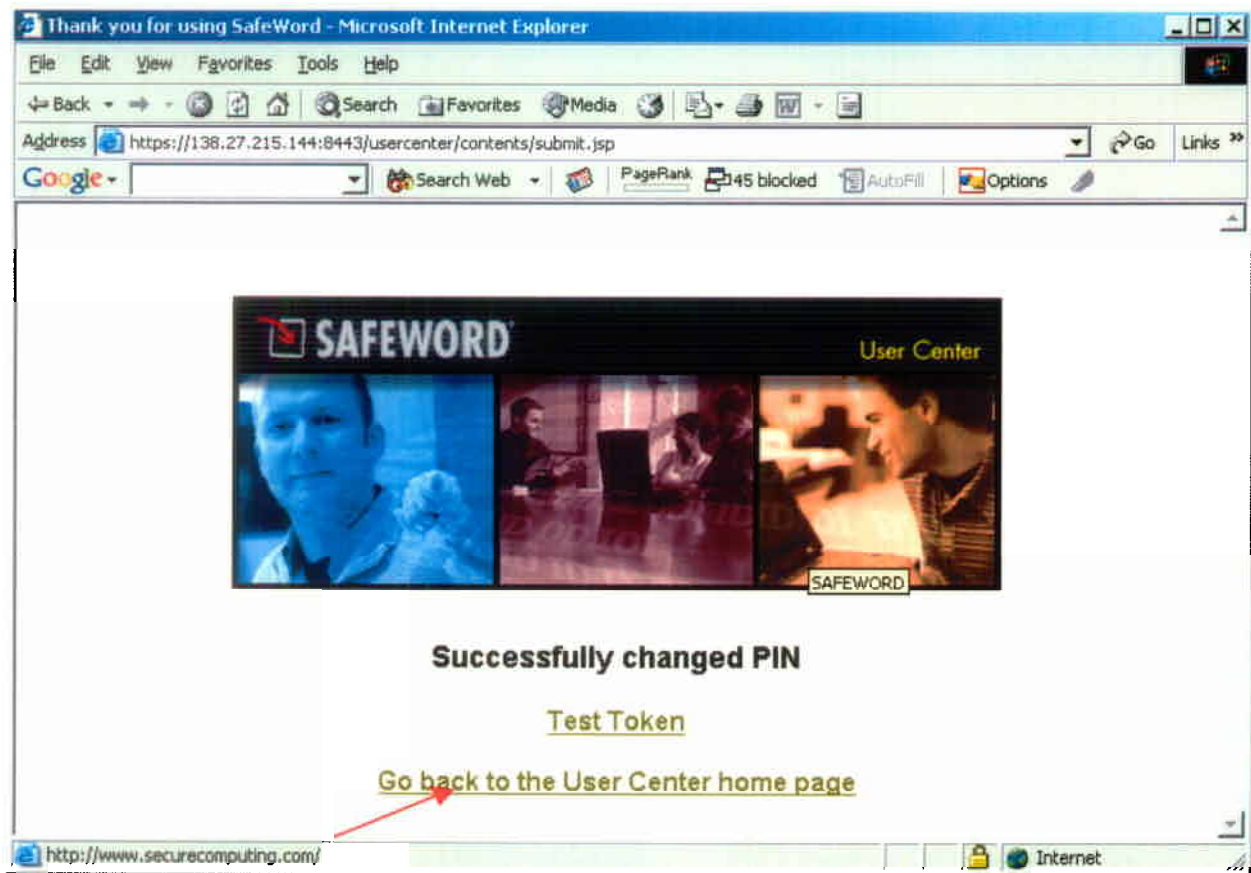 Thank you for using SafeWord - Microsoft Internet Explorer
File Edit View Favorites Tools Help
Back Search Favorites Media
Address https://138.27.215.144:8443/usercenter/contents/submit.jsp Go Links »
Google Search Web PageRank 45 blocked AutoFill Options
SAFEWORD User Center
SAFEWORD
Successfully changed PIN
Test Token
Go back to the User Center home page
http://www.securecomputing.com/ Internet